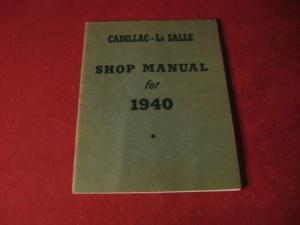 CADILLAC - LA SALLE
SHOP MANUAL
for
1940